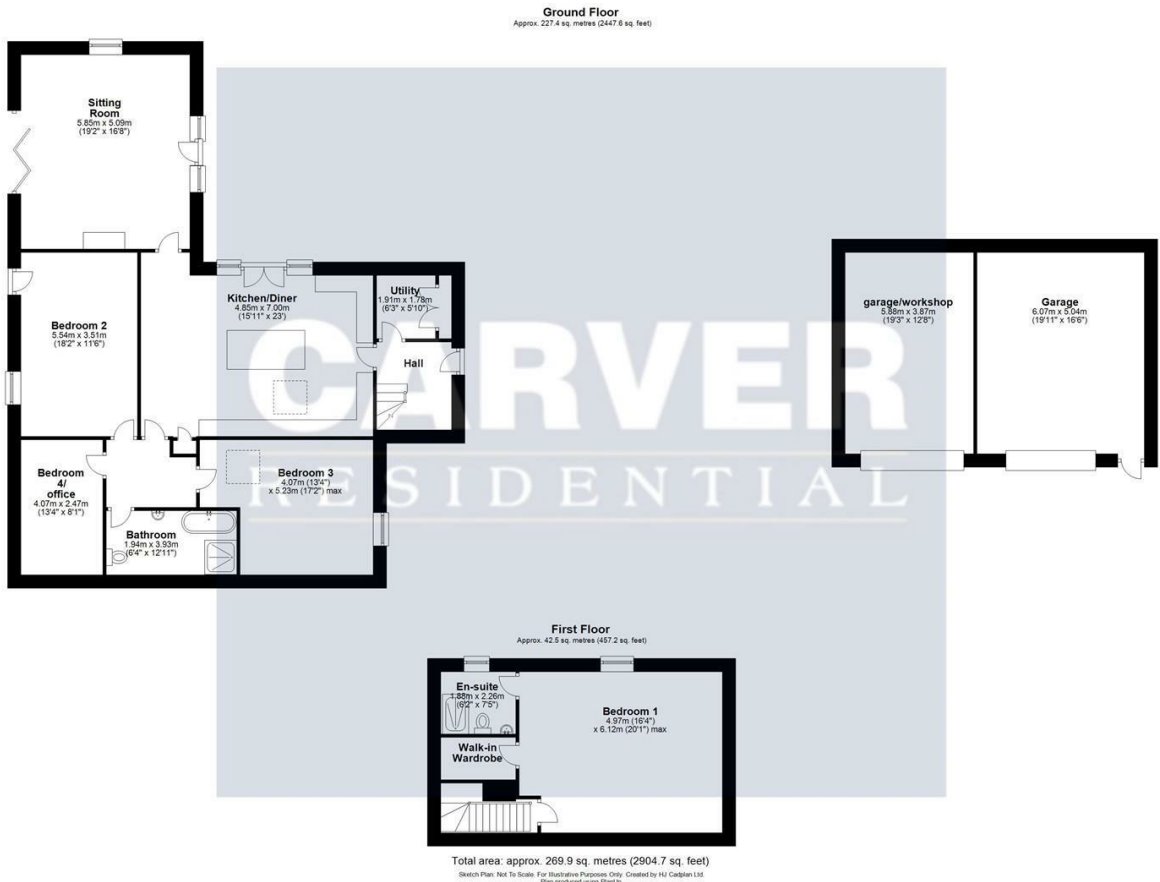 Ground Floor
Approx. 227.4 sq. metres (2447.6 sq. feet)
Sitting
Room
5.85m x 5.09m
(19'2" x 16'8")
Kitchen/Diner
4.85m x 7.00m
(15'11" x 23')
Utility
1.91m x 1.78m
(6'3" x 5'10")
Hall
Bedroom 2
5.54m x 3.51m
(18'2" x 11'6")
garage/workshop
5.88m x 3.87m
(19'3" x 12'8")
Garage
6.07m x 5.04m
(19'11" x 16'6")
CARVER
RESIDENTIAL
Bedroom
4/
office
4.07m x 2.47m
(13'4" x 8'1")
Bedroom 3
4.07m (13'4")
x 5.23m (17'2") max
Bathroom
1.94m x 3.93m
(6'4" x 12'11")
First Floor
Approx. 42.5 sq. metres (457.2 sq. feet)
En-suite
1.88m x 2.26m
(6'2" x 7'5")
Bedroom 1
4.97m (16'4")
x 6.12m (20'1") max
Walk-in
Wardrobe
Total area: approx. 269.9 sq. metres (2904.7 sq. feet)
Sketch Plan: Not To Scale. For Illustrative Purposes Only. Created by HJ Cadplan Ltd.
Plan produced using PlanUp.